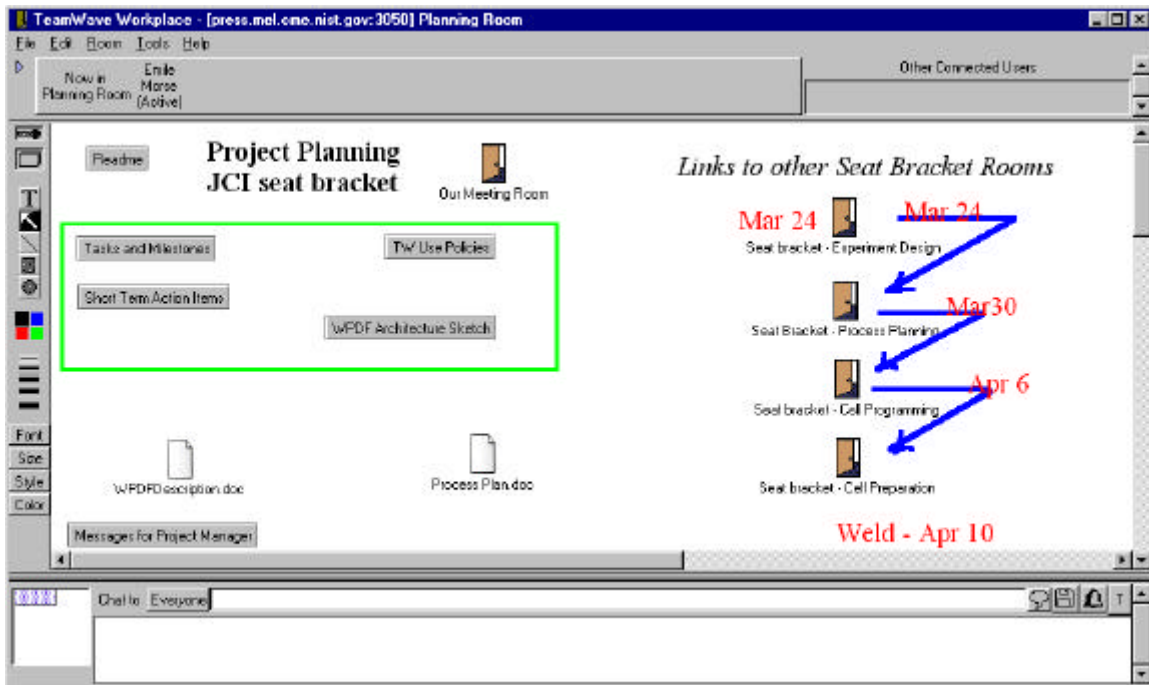 TeamWave Workplace - [press.mel.cme.nist.gov:3050] Planning Room
File Edit Room Tools Help
Now in Planning Room
Emile Morse (Active)
Other Connected Users
Readme
Project Planning
JCI seat bracket
Our Meeting Room
Links to other Seat Bracket Rooms
Mar 24
Mar 24
Seat bracket - Experiment Design
Tasks and Milestones
TW Use Policies
Short Term Action Items
WPDF Architecture Sketch
Mar30
Seat Bracket - Process Planning
Apr 6
Seat bracket - Cell Programming
T
Font
Size
Style
Color
WPDFDescription.doc
Process Plan.doc
Seat bracket - Cell Preparation
Messages for Project Manager
Weld - Apr 10
Chat to Everyone
T